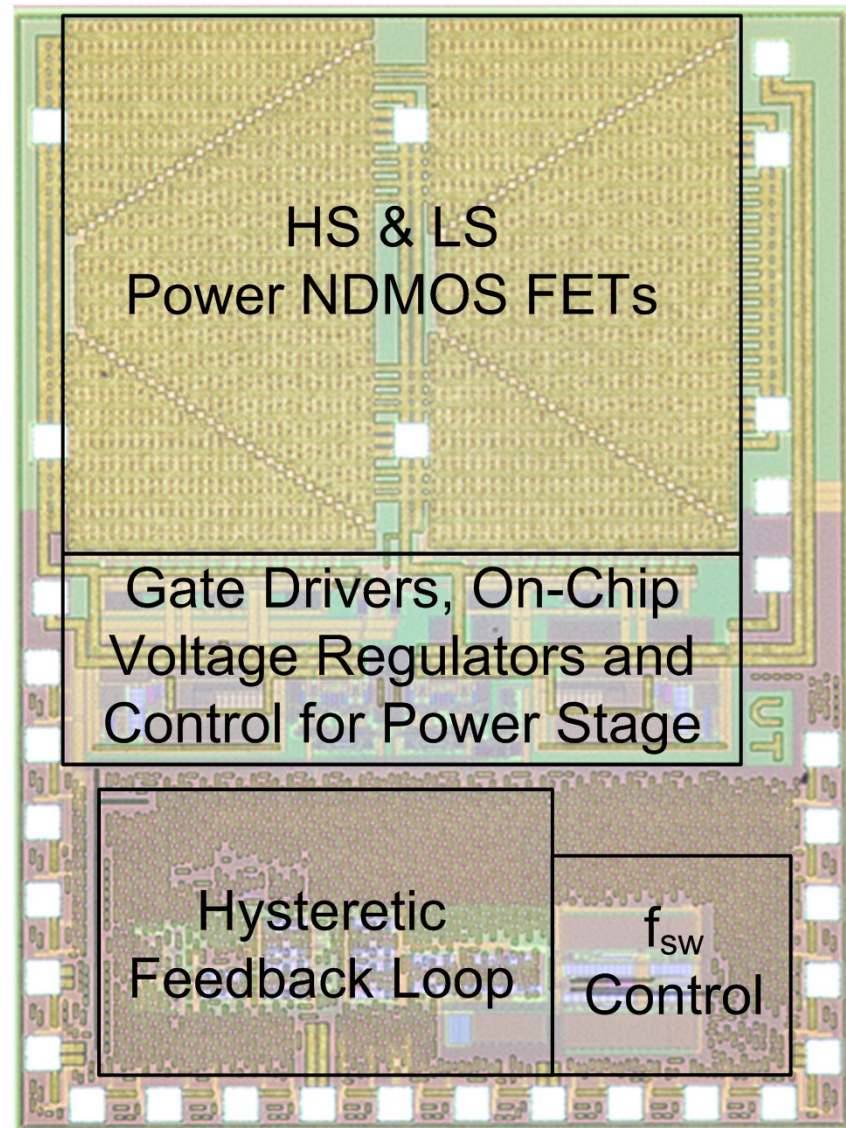 HS & LS
Power NDMOS FETs
Gate Drivers, On-Chip
Voltage Regulators and
Control for Power Stage
UT
Hysteretic
Feedback Loop
f_sw
Control